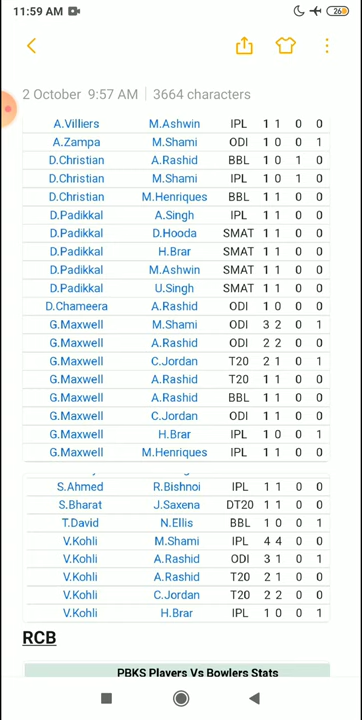 11:59 AM 26
2 October 9:57 AM | 3664 characters
A.Villiers M.Ashwin IPL 1 1 0 0
A.Zampa M.Shami ODI 1 0 0 1
D.Christian A.Rashid BBL 1 0 1 0
D.Christian M.Shami IPL 1 0 1 0
D.Christian M.Henriques BBL 1 1 0 0
D.Padikkal A.Singh IPL 1 1 0 0
D.Padikkal D.Hooda SMAT 1 1 0 0
D.Padikkal H.Brar SMAT 1 1 0 0
D.Padikkal M.Ashwin SMAT 1 1 0 0
D.Padikkal U.Singh SMAT 1 1 0 0
D.Chameera A.Rashid ODI 1 0 0 0
G.Maxwell M.Shami ODI 3 2 0 1
G.Maxwell A.Rashid ODI 2 2 0 0
G.Maxwell C.Jordan T20 2 1 0 1
G.Maxwell A.Rashid T20 1 1 0 0
G.Maxwell A.Rashid BBL 1 1 0 0
G.Maxwell C.Jordan ODI 1 1 0 0
G.Maxwell H.Brar IPL 1 0 0 1
G.Maxwell M.Henriques IPL 1 1 0 0
S.Ahmed R.Bishnoi IPL 1 1 0 0
S.Bharat J.Saxena DT20 1 1 0 0
T.David N.Ellis BBL 1 0 0 1
V.Kohli M.Shami IPL 4 4 0 0
V.Kohli A.Rashid ODI 3 1 0 1
V.Kohli A.Rashid T20 2 1 0 0
V.Kohli C.Jordan T20 2 2 0 0
V.Kohli H.Brar IPL 1 0 0 1
RCB
PBKS Players Vs Bowlers Stats